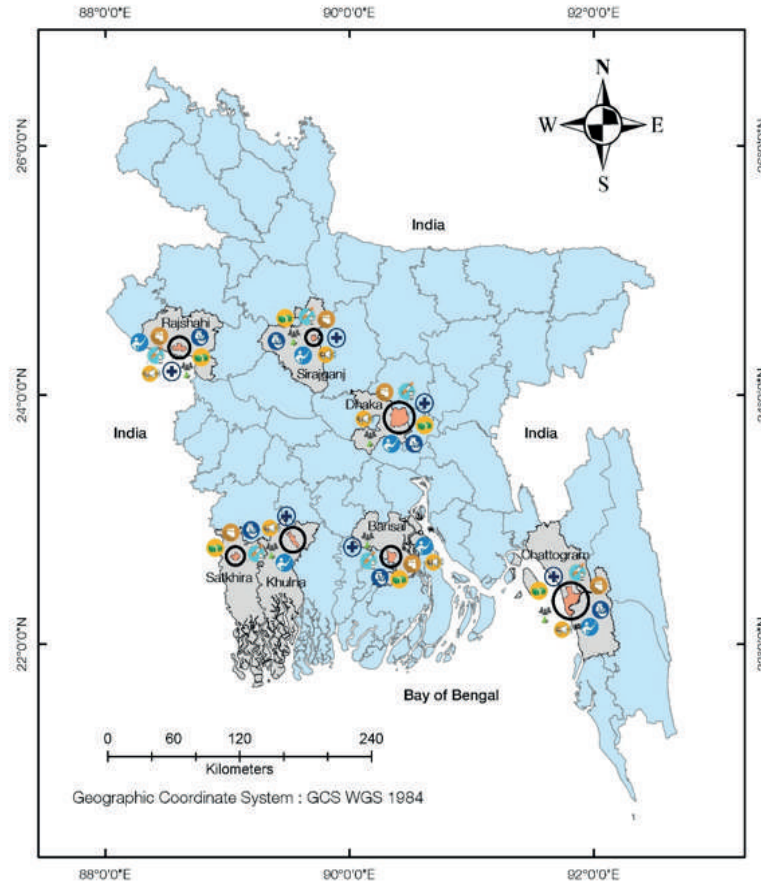 88°0'0"E 90°0'0"E 92°0'0"E
N
W E
S
26°0'0"N
India
Rajshahi
Sirajganj
24°0'0"N
Dhaka
India
India
Barisal
Chattogram
Satkhira
Khulna
22°0'0"N
Bay of Bengal
0 60 120 240
Kilometers
Geographic Coordinate System : GCS WGS 1984
88°0'0"E 90°0'0"E 92°0'0"E